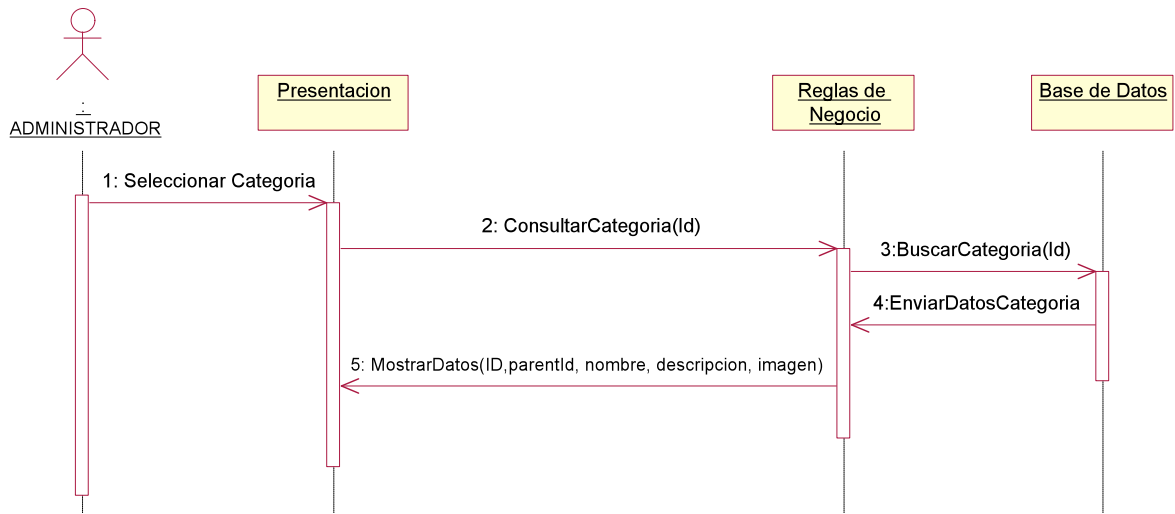 :
ADMINISTRADOR
Presentacion
Reglas de
Negocio
Base de Datos
1: Seleccionar Categoria
2: ConsultarCategoria(Id)
3:BuscarCategoria(Id)
4:EnviarDatosCategoria
5: MostrarDatos(ID,parentId, nombre, descripcion, imagen)